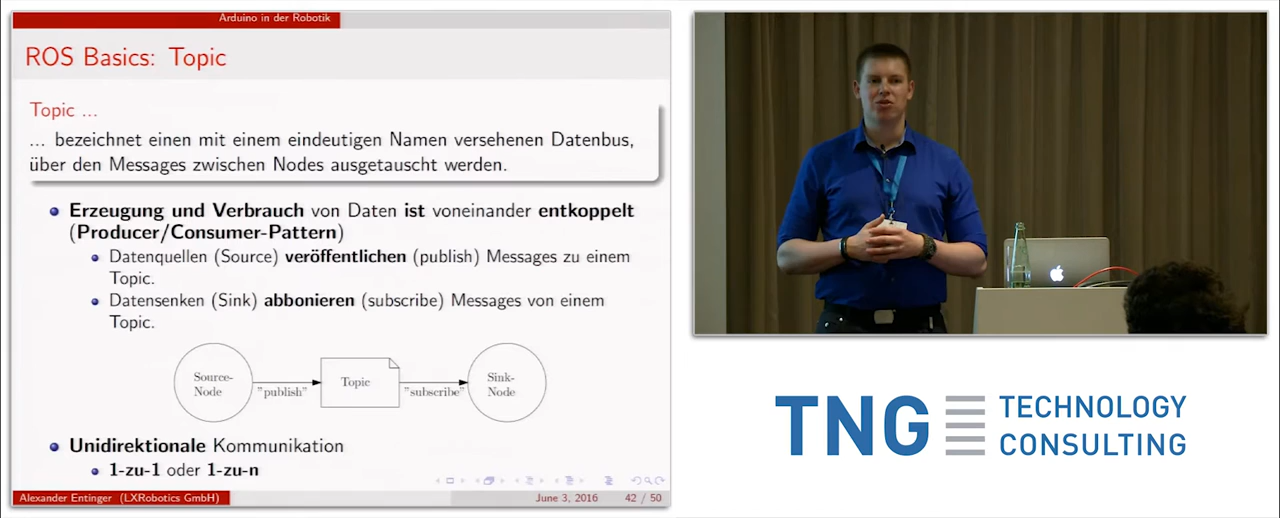 Arduino in der Robotik
ROS Basics: Topic
Topic ...
... bezeichnet einen mit einem eindeutigen Namen versehenen Datenbus,
über den Messages zwischen Nodes ausgetauscht werden.
Erzeugung und Verbrauch von Daten ist voneinander entkoppelt
(Producer/Consumer-Pattern)
Datenquellen (Source) veröffentlichen (publish) Messages zu einem
Topic.
Datensenken (Sink) abbonieren (subscribe) Messages von einem
Topic.
Source-
Node
"publish"
Topic
"subscribe"
Sink-
Node
Unidirektionale Kommunikation
1-zu-1 oder 1-zu-n
Alexander Entinger (LXRobotics GmbH)
June 3, 2016 42 / 50
TNG TECHNOLOGY
CONSULTING